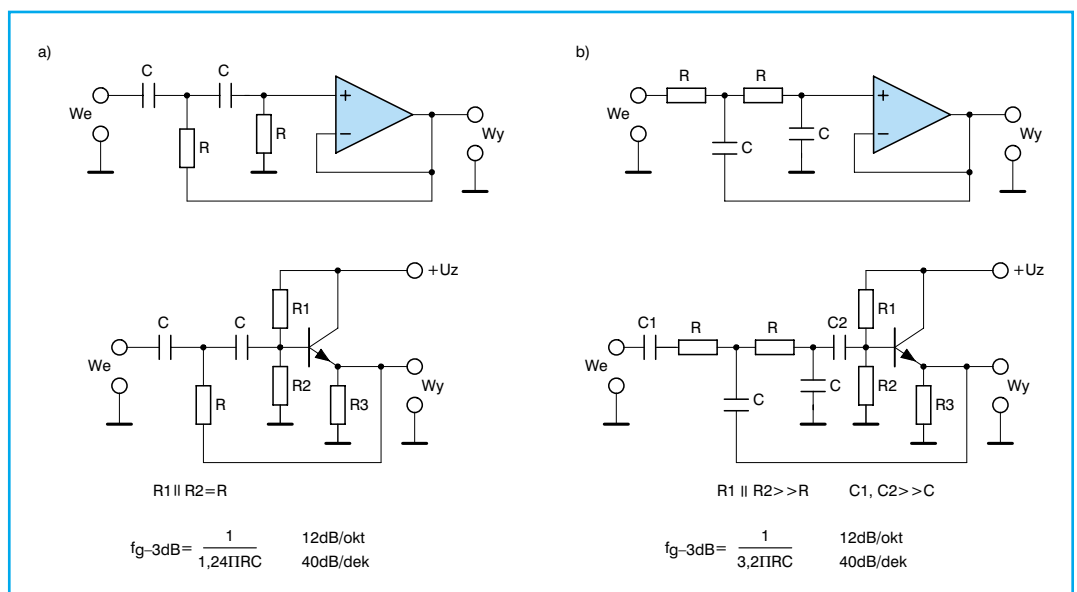 a)
C
C
We
R
R
+
−
Wy
b)
R
R
We
C
C
+
−
Wy
+Uz
R1
C
C
We
R
R2
R3
Wy
R1 || R2=R
fg–3dB= 1/1,24ΠRC
12dB/okt
40dB/dek
+Uz
R1
C1
R
R
C2
We
C
C
R2
R3
Wy
R1 || R2>>R
C1, C2>>C
fg–3dB= 1/3,2ΠRC
12dB/okt
40dB/dek